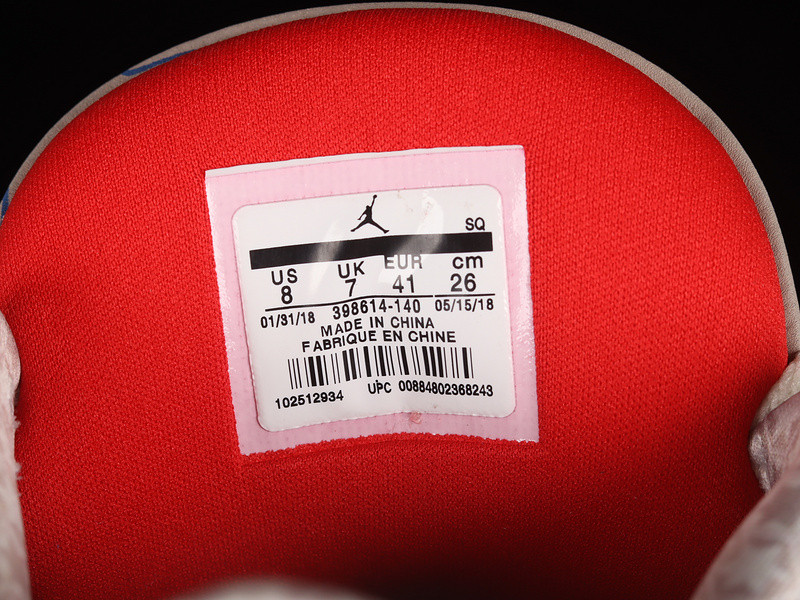 SQ
US UK EUR cm
8 7 41 26
01/31/18 398614-140 05/15/18
MADE IN CHINA
FABRIQUE EN CHINE
102512934 UPC 00884802368243